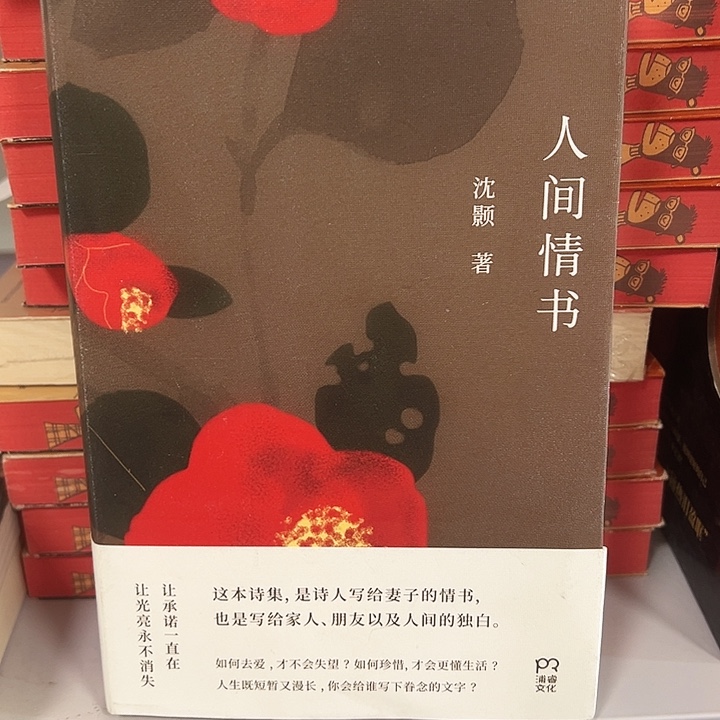 人间情书
沈颢 著
让承诺一直在
让光亮永不消失
这本诗集，是诗人写给妻子的情书，
也是写给家人、朋友以及人间的独白。
如何去爱，才不会失望？如何珍惜，才会更懂生活？
人生既短暂又漫长，你会给谁写下眷念的文字？
浦睿
文化